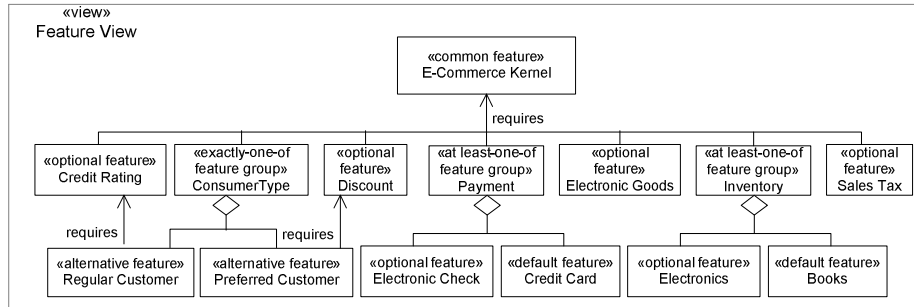 «view»
Feature View
«common feature»
E-Commerce Kernel
requires
«optional feature»
Credit Rating
«exactly-one-of
feature group»
ConsumerType
«optional
feature»
Discount
«at least-one-of
feature group»
Payment
«optional
feature»
Electronic Goods
«at least-one-of
feature group»
Inventory
«optional
feature»
Sales Tax
requires
requires
«alternative feature»
Regular Customer
«alternative feature»
Preferred Customer
«optional feature»
Electronic Check
«default feature»
Credit Card
«optional feature»
Electronics
«default feature»
Books